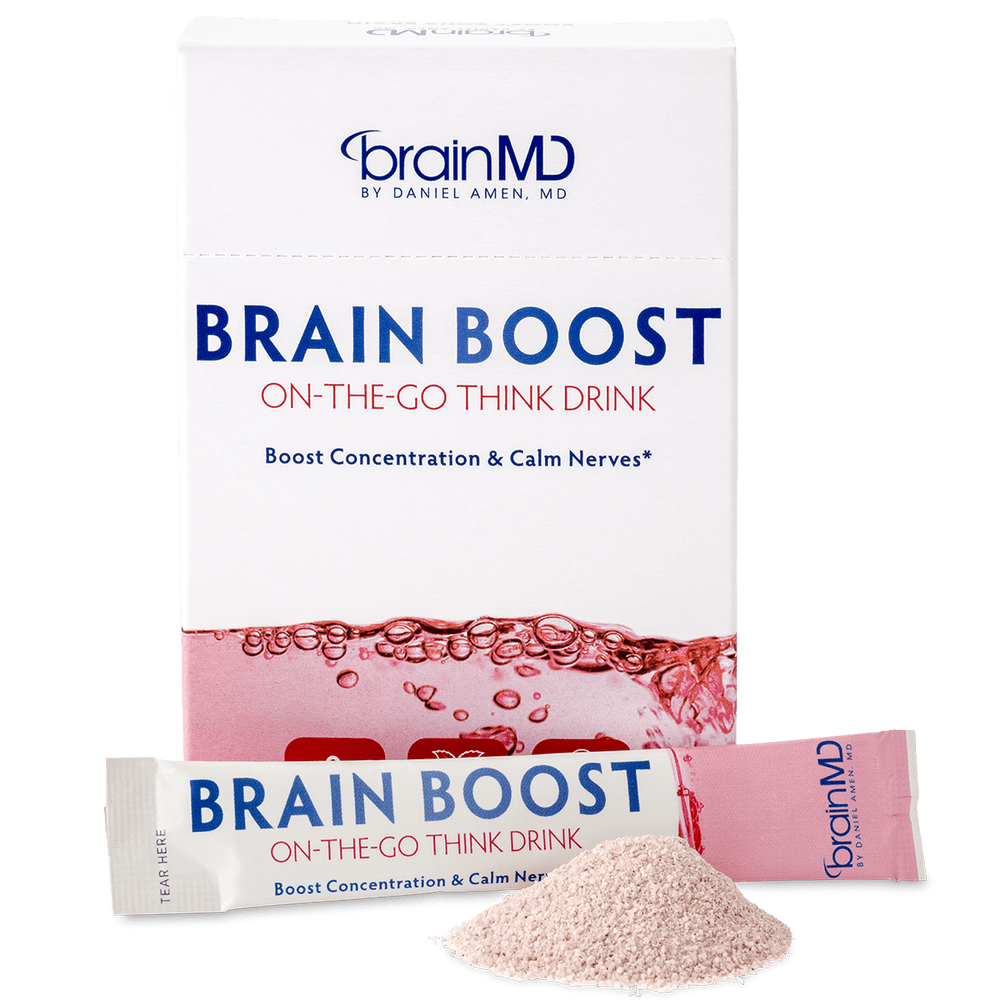 brainMD
brainMD
BY DANIEL AMEN, MD
BRAIN BOOST
ON-THE-GO THINK DRINK
Boost Concentration & Calm Nerves*
TEAR HERE
BRAIN BOOST
ON-THE-GO THINK DRINK
Boost Concentration & Calm
brainMD
BY DANIEL AMEN, MD